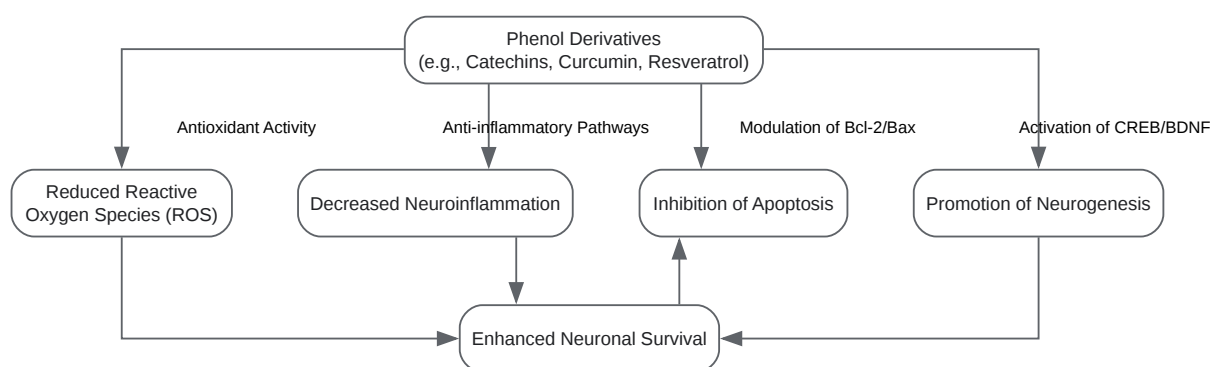 Phenol Derivatives
(e.g., Catechins, Curcumin, Resveratrol)
Antioxidant Activity
Anti-inflammatory Pathways
Modulation of Bcl-2/Bax
Activation of CREB/BDNF
Reduced Reactive
Oxygen Species (ROS)
Decreased Neuroinflammation
Inhibition of Apoptosis
Promotion of Neurogenesis
Enhanced Neuronal Survival